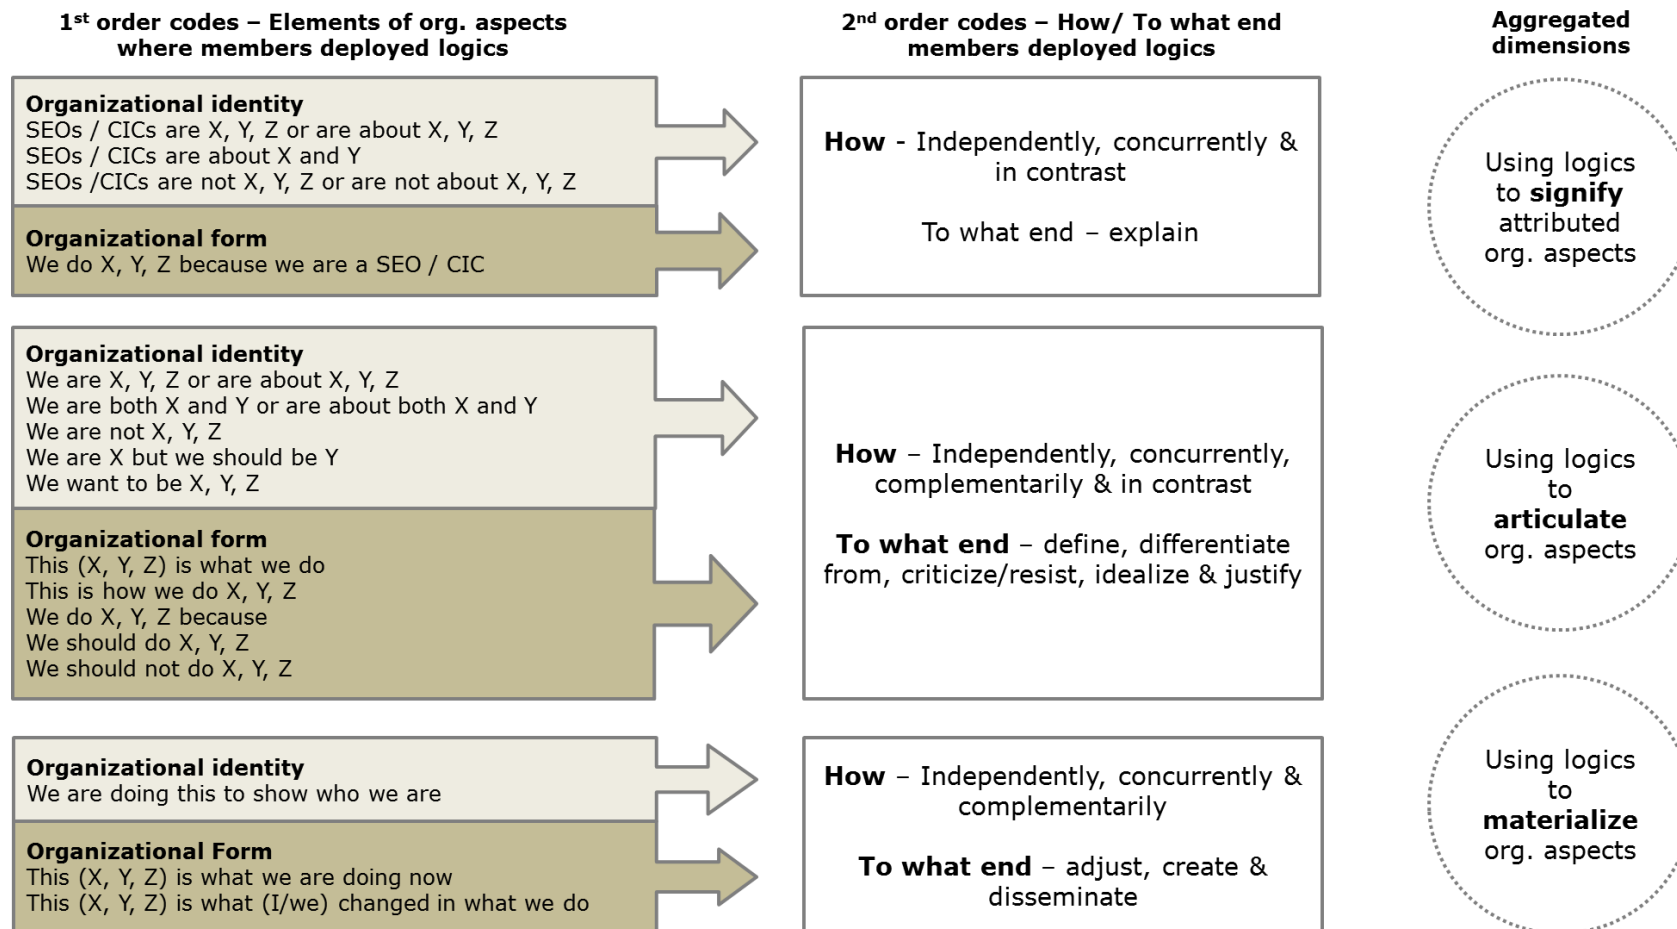 1st order codes – Elements of org. aspects
where members deployed logics
2nd order codes – How/ To what end
members deployed logics
Aggregated
dimensions
Organizational identity
SEOs / CICs are X, Y, Z or are about X, Y, Z
SEOs / CICs are about X and Y
SEOs /CICs are not X, Y, Z or are not about X, Y, Z
Organizational form
We do X, Y, Z because we are a SEO / CIC
How - Independently, concurrently &
in contrast
To what end – explain
Using logics
to signify
attributed
org. aspects
Organizational identity
We are X, Y, Z or are about X, Y, Z
We are both X and Y or are about both X and Y
We are not X, Y, Z
We are X but we should be Y
We want to be X, Y, Z
Organizational form
This (X, Y, Z) is what we do
This is how we do X, Y, Z
We do X, Y, Z because
We should do X, Y, Z
We should not do X, Y, Z
How – Independently, concurrently,
complementarily & in contrast
To what end – define, differentiate
from, criticize/resist, idealize & justify
Using logics
to
articulate
org. aspects
Organizational identity
We are doing this to show who we are
Organizational Form
This (X, Y, Z) is what we are doing now
This (X, Y, Z) is what (I/we) changed in what we do
How – Independently, concurrently &
complementarily
To what end – adjust, create &
disseminate
Using logics
to
materialize
org. aspects